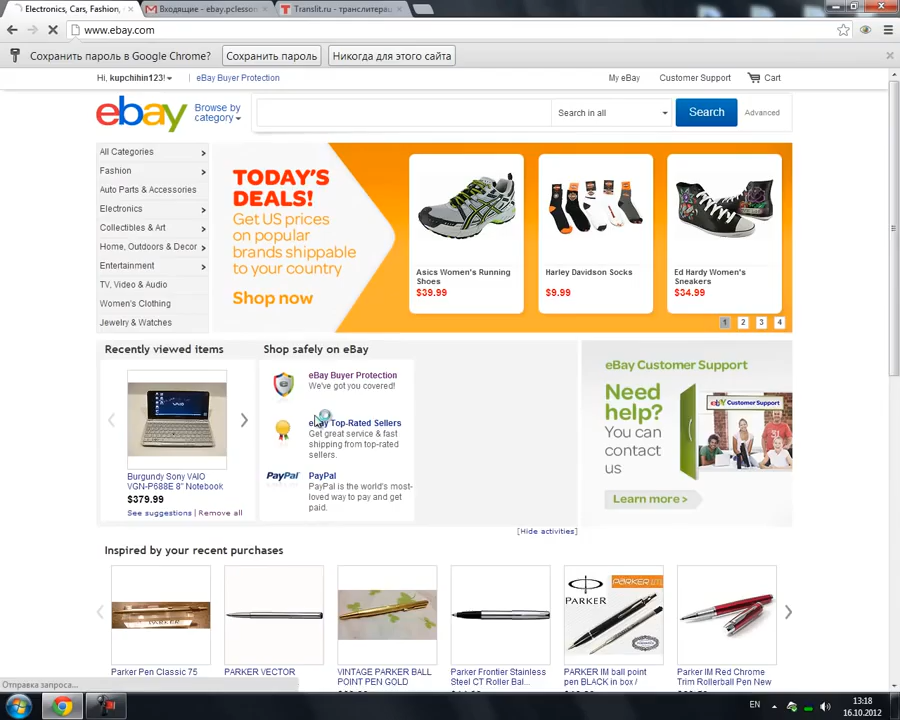 Electronics, Cars, Fashion,
Входящие - ebay.pclesson
Translit.ru - транслитерац
www.ebay.com
Сохранить пароль в Google Chrome?
Сохранить пароль
Никогда для этого сайта
Hi, kupchihin123!
eBay Buyer Protection
My eBay
Customer Support
Cart
ebay
Browse by
category
Search in all
Search
Advanced
All Categories
Fashion
Auto Parts & Accessories
Electronics
Collectibles & Art
Home, Outdoors & Decor
Entertainment
TV, Video & Audio
Women's Clothing
Jewelry & Watches
TODAY'S
DEALS!
Get US prices
on popular
brands shippable
to your country
Shop now
Asics Women's Running
Shoes
$39.99
Harley Davidson Socks
$9.99
Ed Hardy Women's
Sneakers
$34.99
1
2
3
4
Recently viewed items
VAIO
Burgundy Sony VAIO
VGN-P688E 8" Notebook
$379.99
See suggestions | Remove all
Shop safely on eBay
eBay Buyer Protection
We've got you covered!
eBay Top-Rated Sellers
Get great service & fast
shipping from top-rated
sellers.
PayPal
PayPal
PayPal is the world's most-
loved way to pay and get
paid.
eBay Customer Support
Need
help?
You can
contact
us
Learn more >
ebY Customer Support
[Hide activities]
Inspired by your recent purchases
PARKER
PARKER
PARKER IM
Parker Pen Classic 75
PARKER VECTOR
VINTAGE PARKER BALL
POINT PEN GOLD
Parker Frontier Stainless
Steel CT Roller Bal...
PARKER IM ball point
pen BLACK in box /
Parker IM Red Chrome
Trim Rollerball Pen New
Отправка запроса...
EN
13:18
16.10.2012